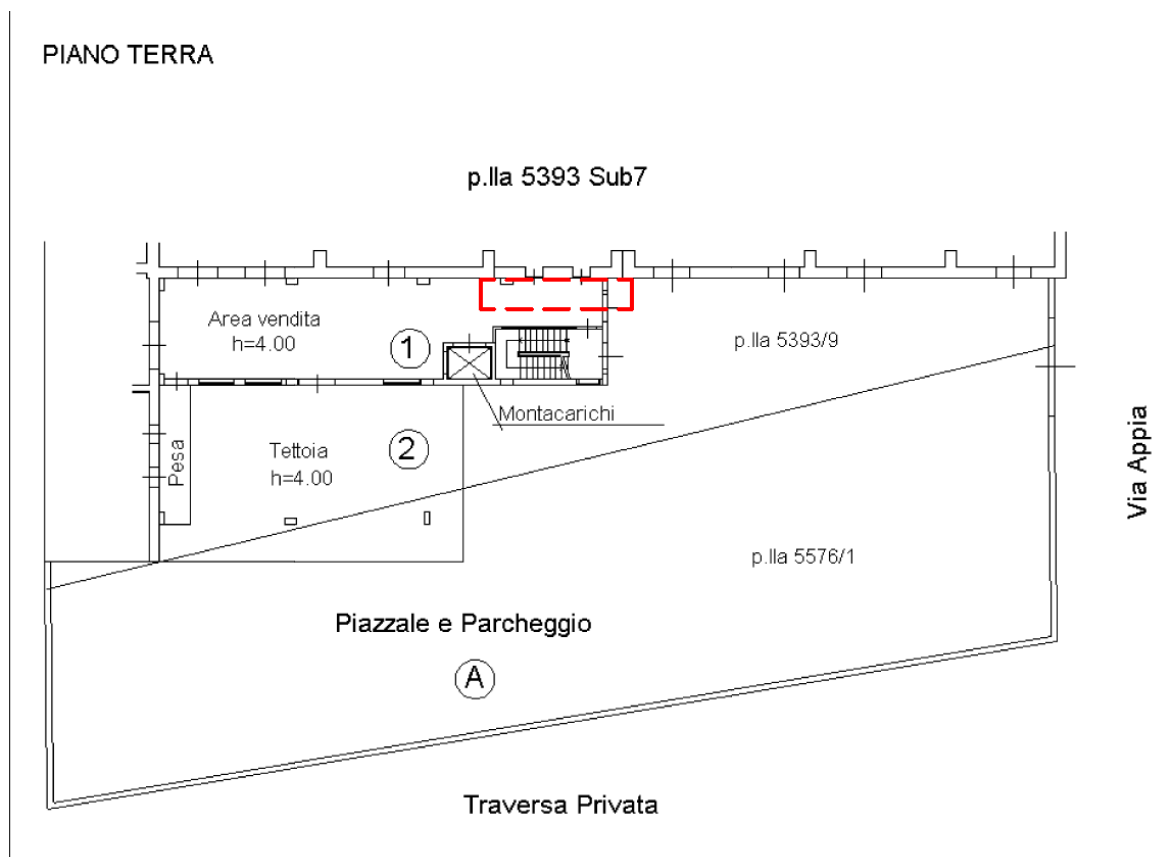 PIANO TERRA
p.lla 5393 Sub7
Area vendita
h=4.00
1
p.lla 5393/9
Montacarichi
Pesa
Tettoia
h=4.00
2
Via Appia
p.lla 5576/1
Piazzale e Parcheggio
A
Traversa Privata